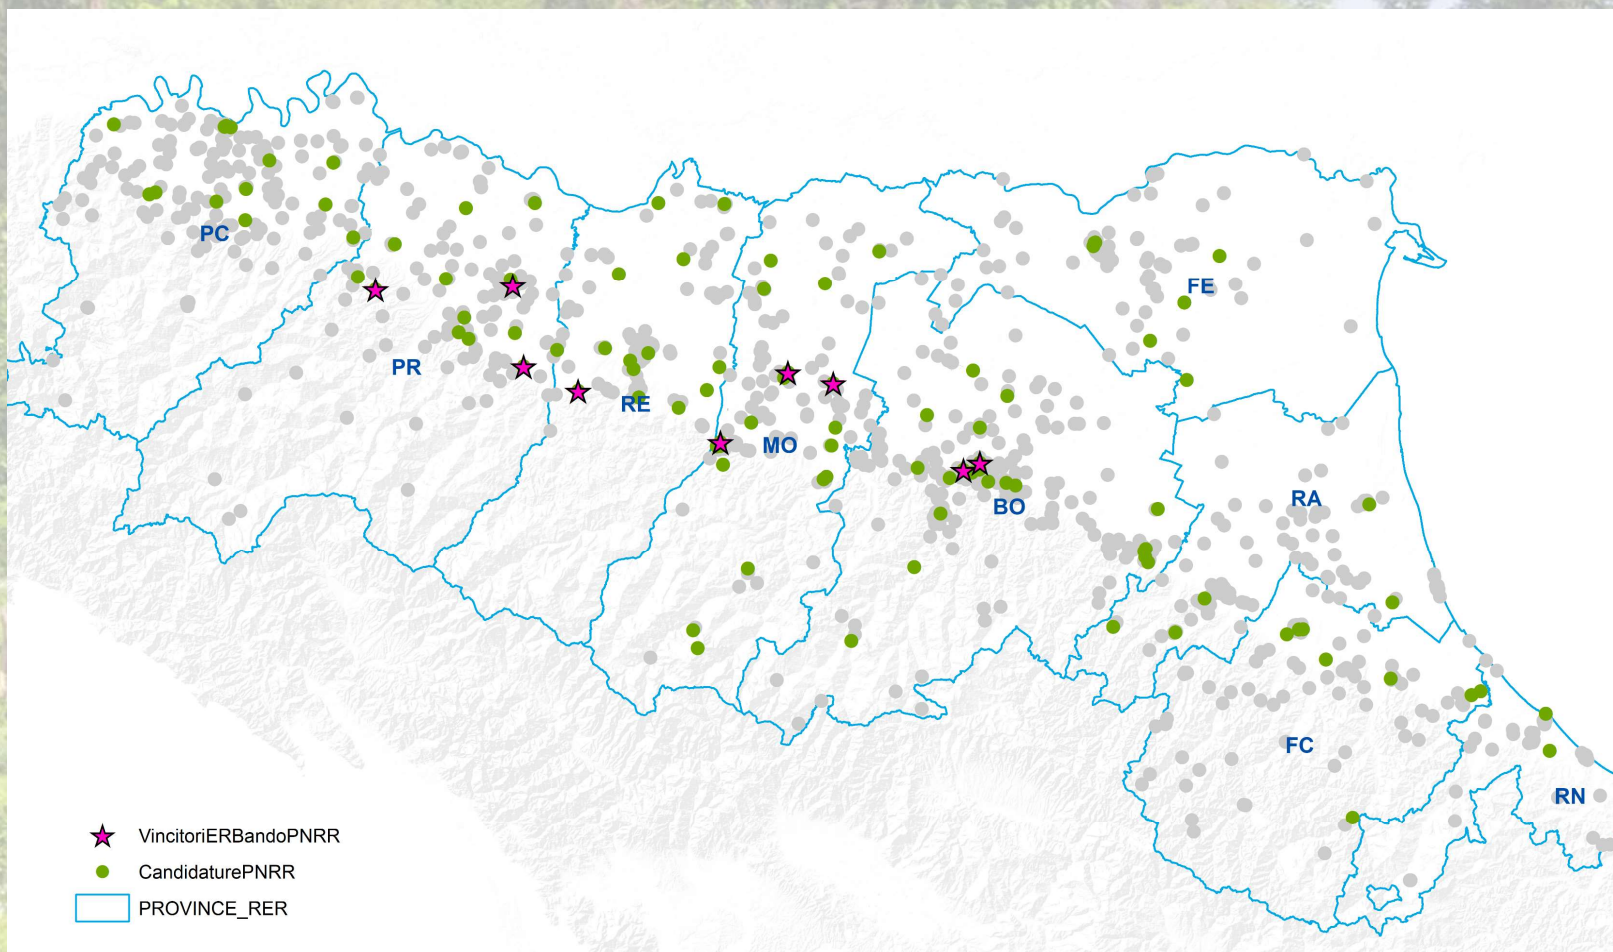 PC
FE
PR
RE
MO
RA
BO
FC
RN
VincitoriERBandoPNRR
CandidaturePNRR
PROVINCE_RER